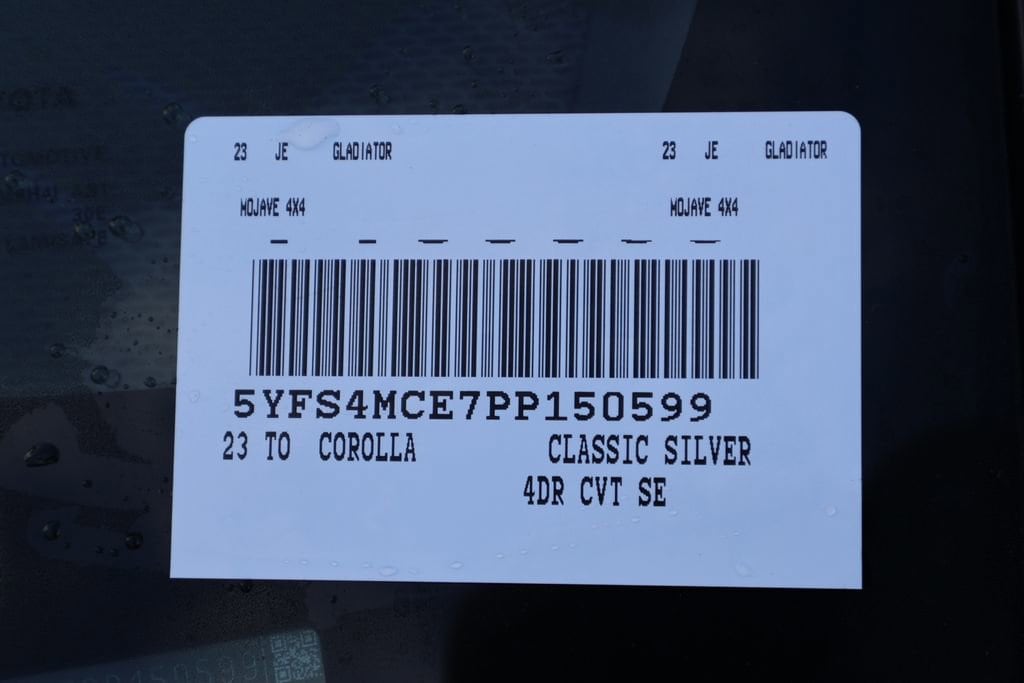 23 JE GLADIATOR 23 JE GLADIATOR
MOJAVE 4X4 MOJAVE 4X4
5YFS4MCE7PP150599
23 TO COROLLA CLASSIC SILVER
4DR CVT SE